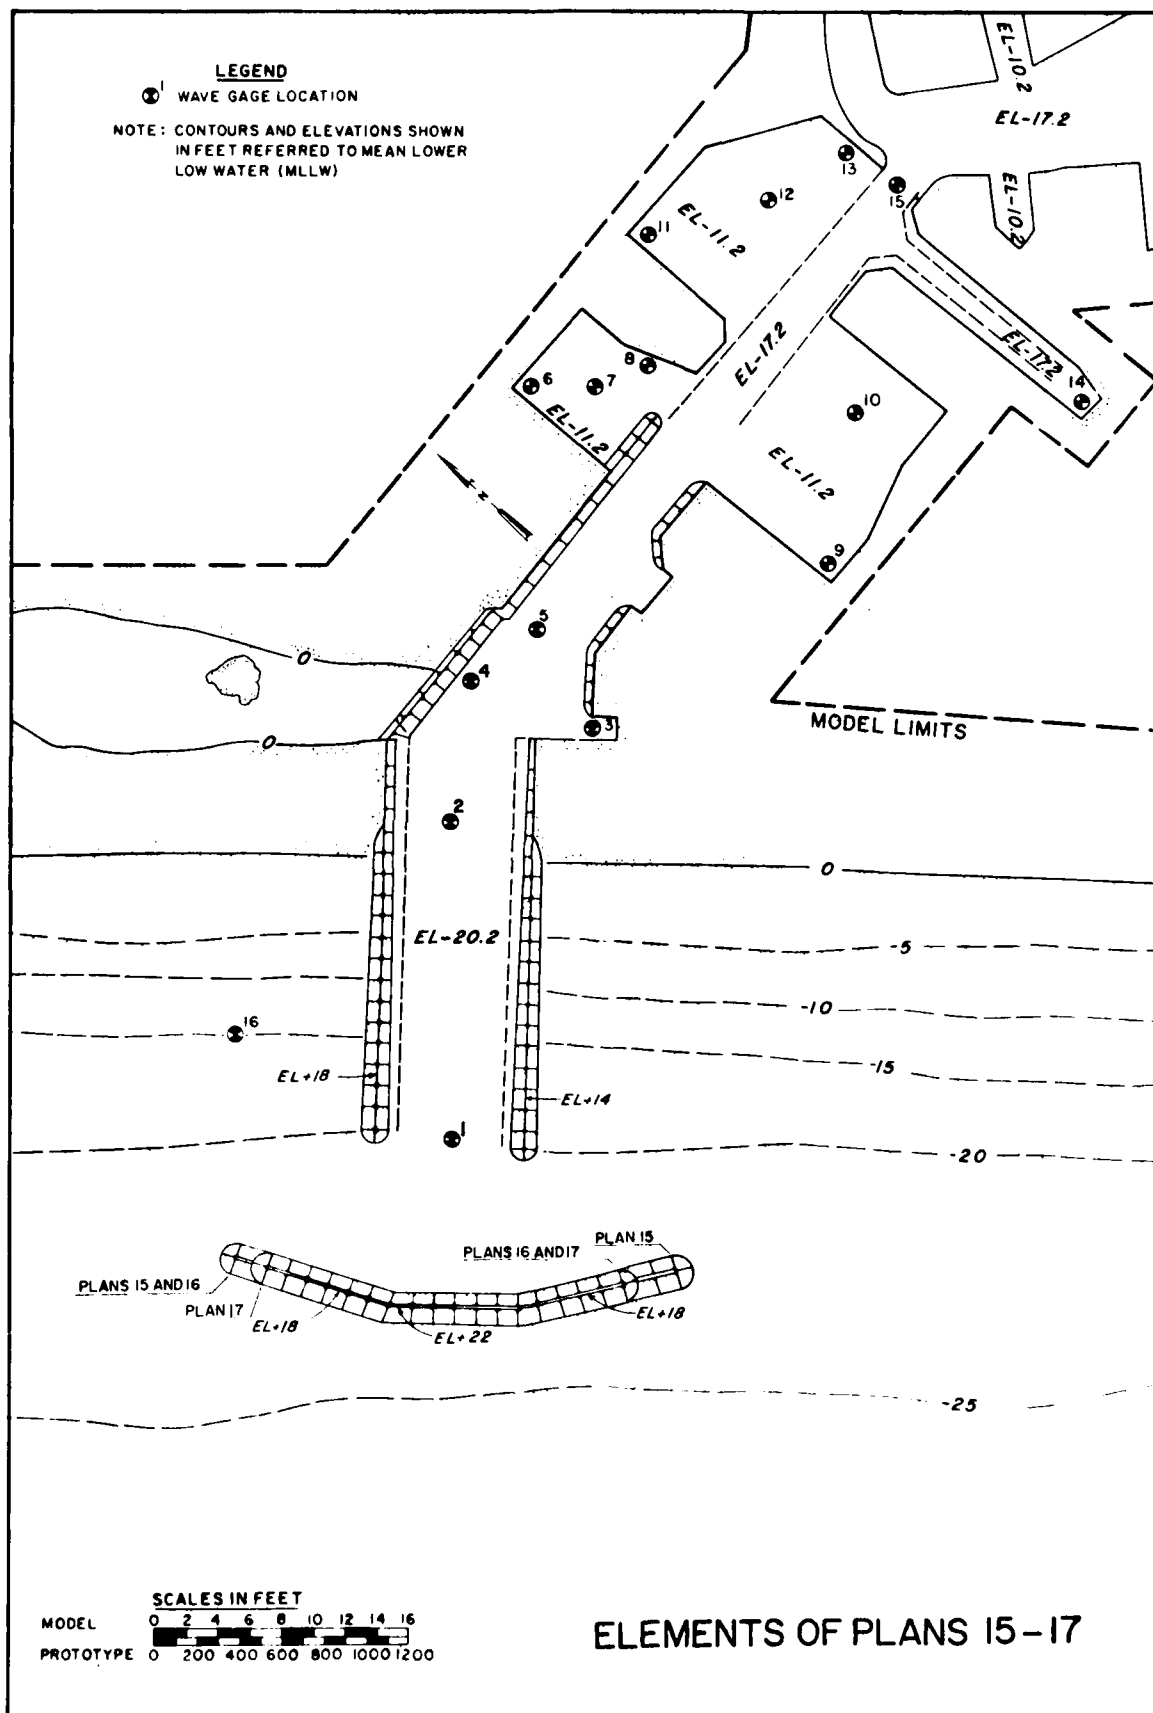 LEGEND
1 WAVE GAGE LOCATION
NOTE: CONTOURS AND ELEVATIONS SHOWN
IN FEET REFERRED TO MEAN LOWER
LOW WATER (MLLW)
EL-10.2
EL-17.2
13
15
12
EL-10.2
11
EL-11.2
EL-17.2
EL-17.2
8
6
7
14
10
EL-11.2
EL-11.2
N
9
5
0
4
MODEL LIMITS
3
0
2
0
EL-20.2
-5
-10
16
-15
EL+18
EL+14
1
-20
PLAN 15
PLANS 16 AND 17
PLANS 15 AND 16
PLAN 17
EL+18
EL+22
EL+18
-25
SCALES IN FEET
MODEL 0 2 4 6 8 10 12 14 16
PROTOTYPE 0 200 400 600 800 1000 1200
ELEMENTS OF PLANS 15-17